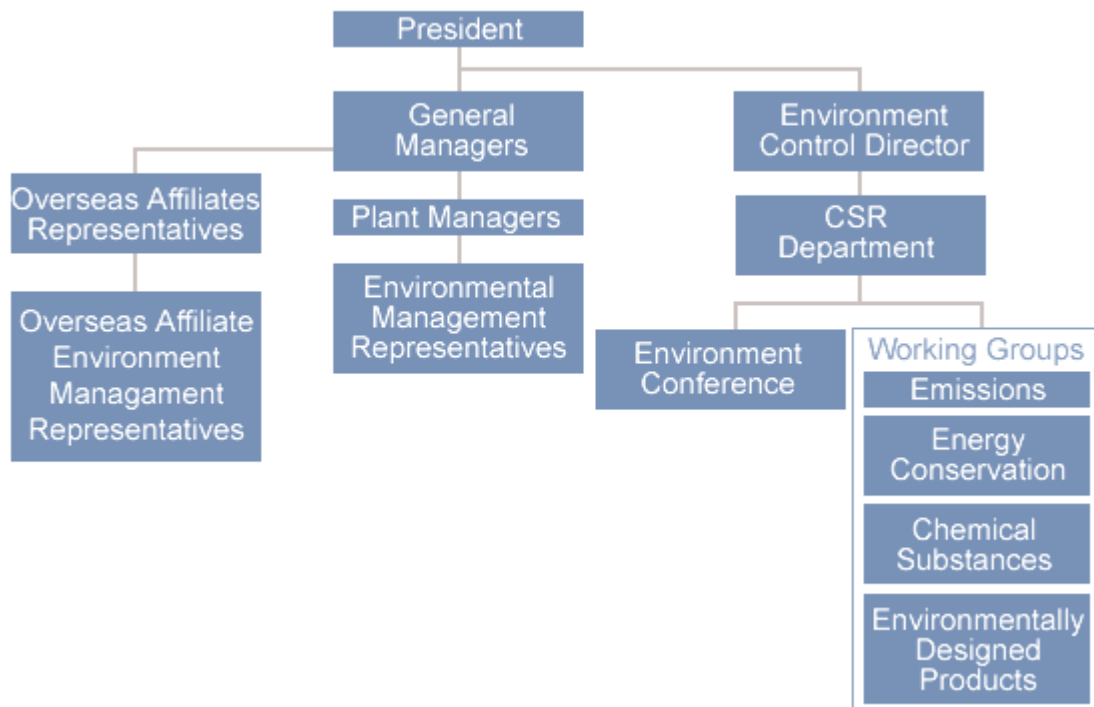 President
General
Managers
Environment
Control Director
Overseas Affiliates
Representatives
Plant Managers
CSR
Department
Overseas Affiliate
Environment
Managament
Representatives
Environmental
Management
Representatives
Environment
Conference
Working Groups
Emissions
Energy
Conservation
Chemical
Substances
Environmentally
Designed
Products